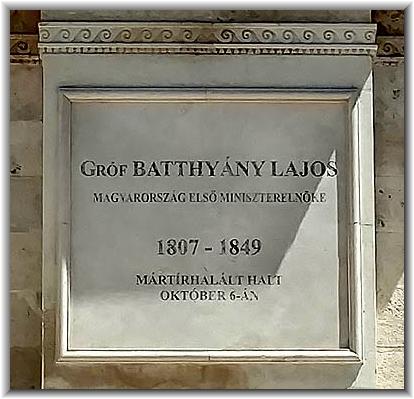 GRÓF BATTHYÁNY LAJOS
MAGYARORSZÁG ELSŐ MINISZTERELNÖKE
1807 - 1849
MÁRTÍRHALÁLT HALT
OKTÓBER 6-ÁN